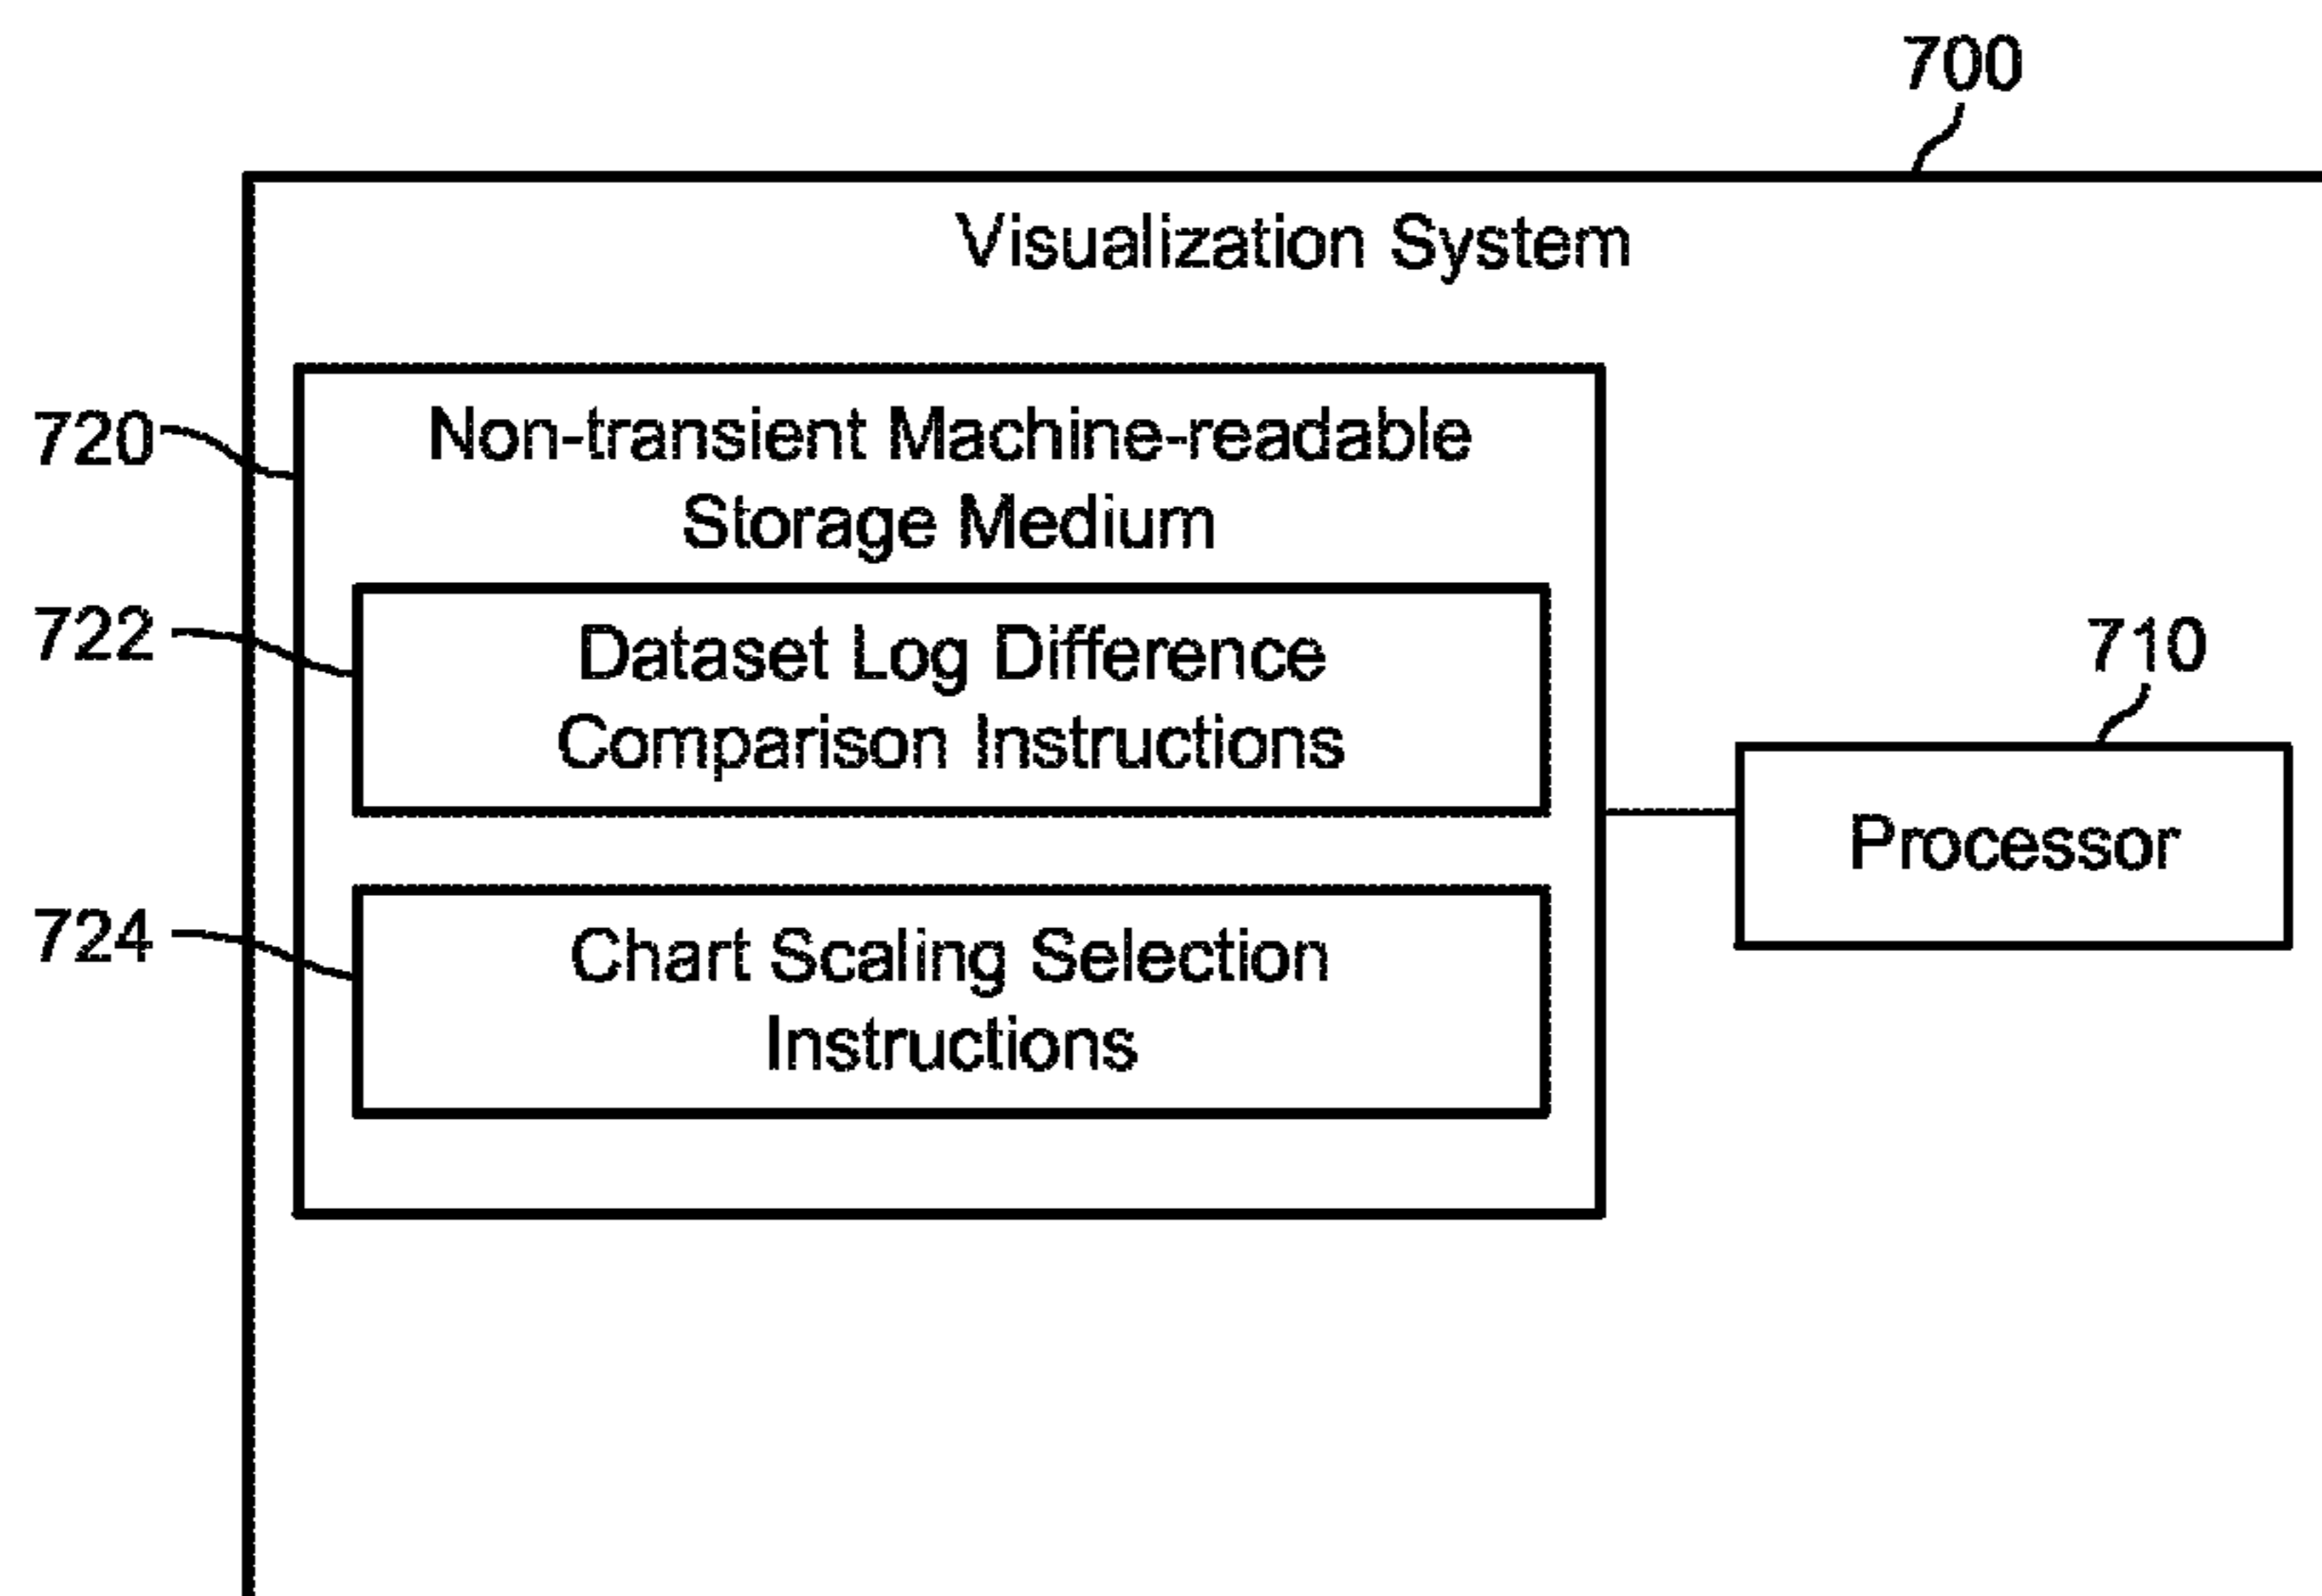 700
Visualization System
720
Non-transient Machine-readable
Storage Medium
722
Dataset Log Difference
Comparison Instructions
710
Processor
724
Chart Scaling Selection
Instructions